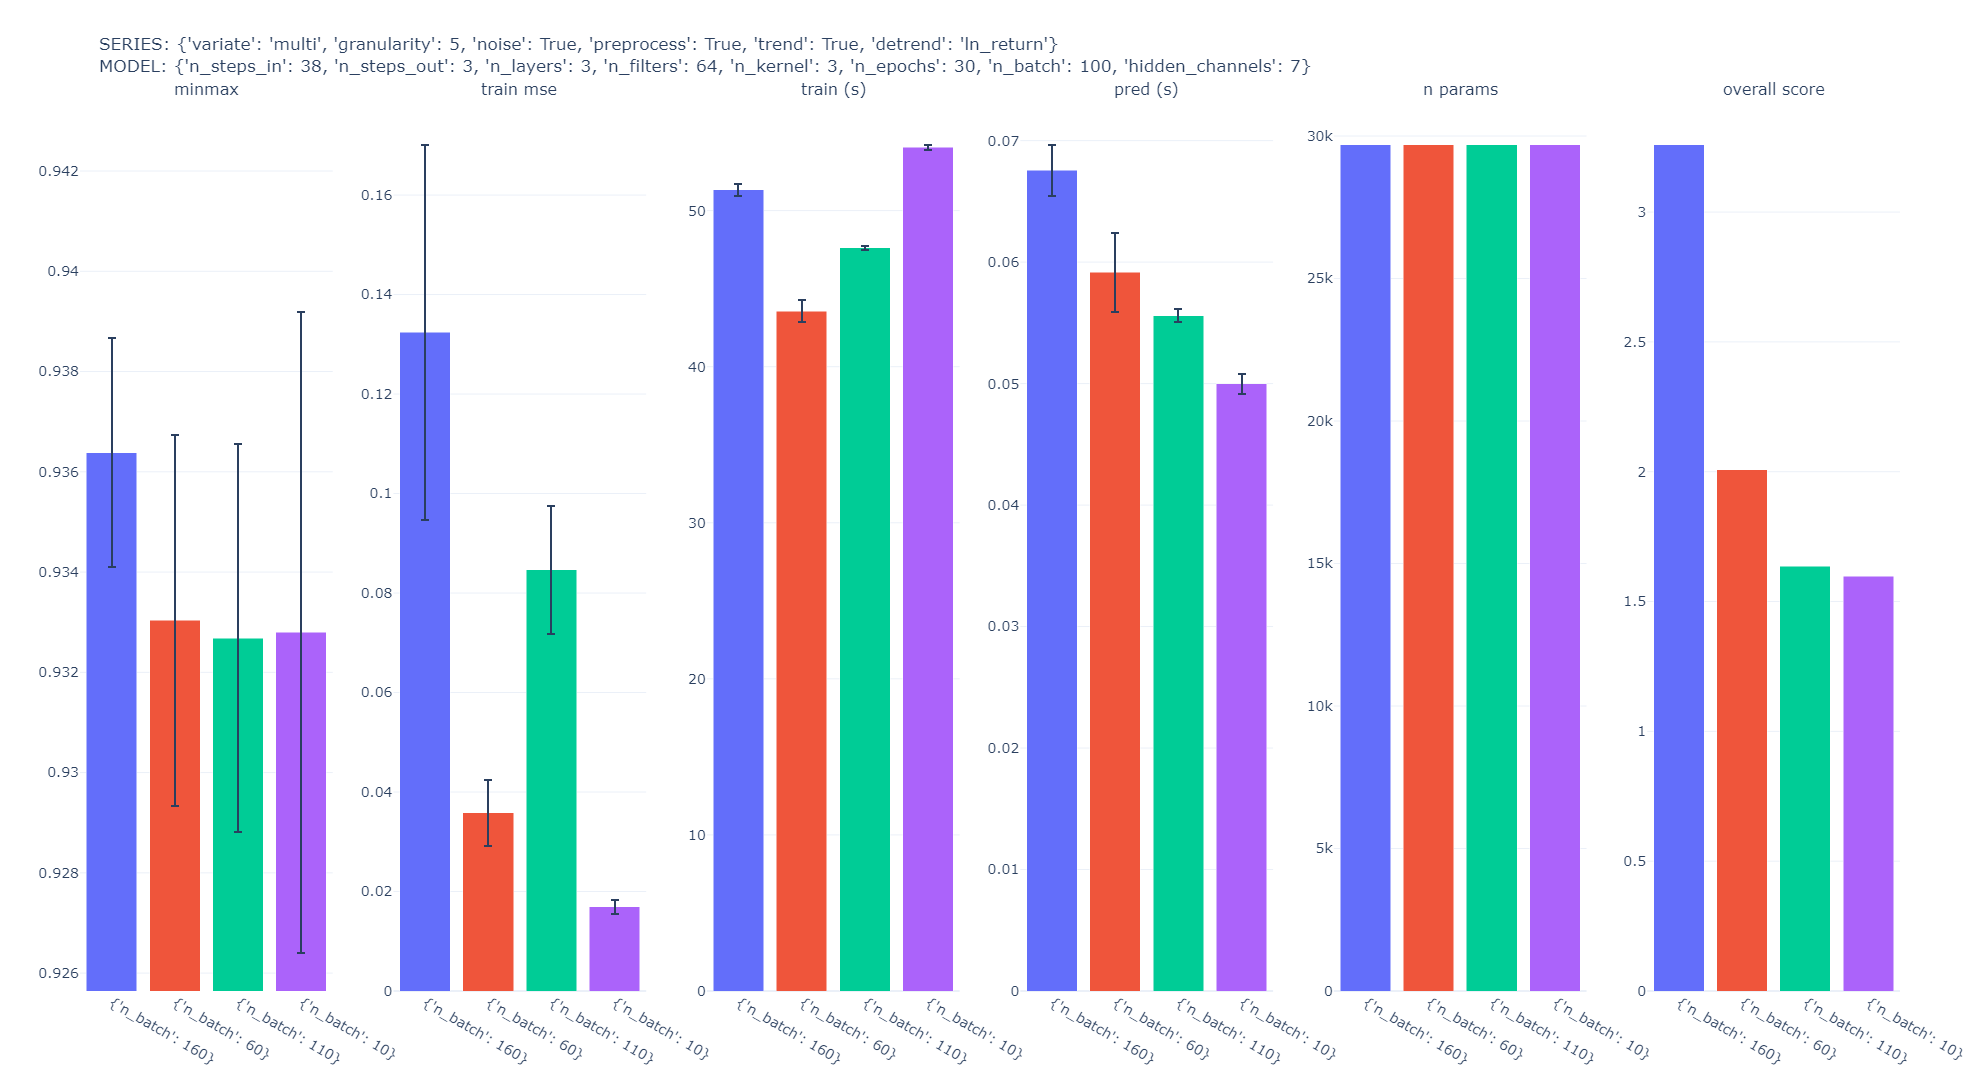 SERIES: {'variate': 'multi', 'granularity': 5, 'noise': True, 'preprocess': True, 'trend': True, 'detrend': 'ln_return'}
MODEL: {'n_steps_in': 38, 'n_steps_out': 3, 'n_layers': 3, 'n_filters': 64, 'n_kernel': 3, 'n_epochs': 30, 'n_batch': 100, 'hidden_channels': 7}
minmax
0.942
0.94
0.938
0.936
0.934
0.932
0.93
0.928
0.926
{'n_batch': 160}
{'n_batch': 60}
{'n_batch': 110}
{'n_batch': 10}
train mse
0.16
0.14
0.12
0.1
0.08
0.06
0.04
0.02
0
{'n_batch': 160}
{'n_batch': 60}
{'n_batch': 110}
{'n_batch': 10}
train (s)
50
40
30
20
10
0
{'n_batch': 160}
{'n_batch': 60}
{'n_batch': 110}
{'n_batch': 10}
pred (s)
0.07
0.06
0.05
0.04
0.03
0.02
0.01
0
{'n_batch': 160}
{'n_batch': 60}
{'n_batch': 110}
{'n_batch': 10}
n params
30k
25k
20k
15k
10k
5k
0
{'n_batch': 160}
{'n_batch': 60}
{'n_batch': 110}
{'n_batch': 10}
overall score
3
2.5
2
1.5
1
0.5
0
{'n_batch': 160}
{'n_batch': 60}
{'n_batch': 110}
{'n_batch': 10}